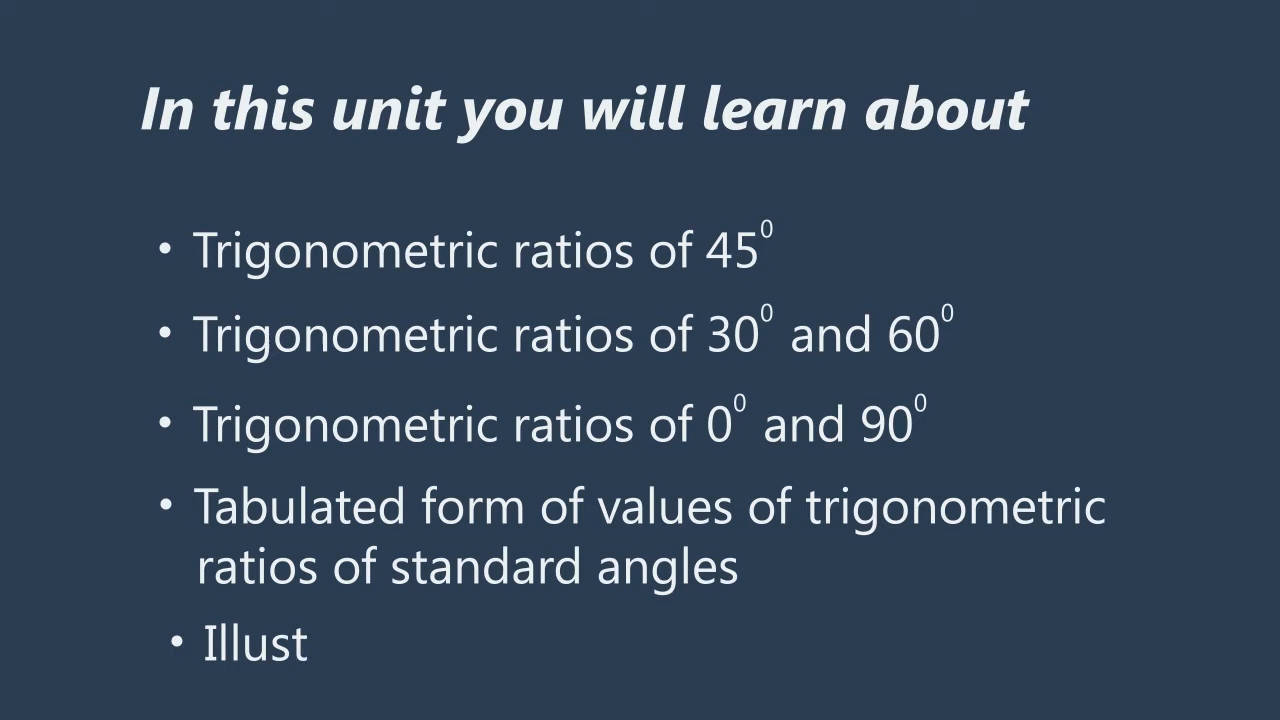 In this unit you will learn about
• Trigonometric ratios of 45⁰
• Trigonometric ratios of 30⁰ and 60⁰
• Trigonometric ratios of 0⁰ and 90⁰
• Tabulated form of values of trigonometric
ratios of standard angles
• Illust